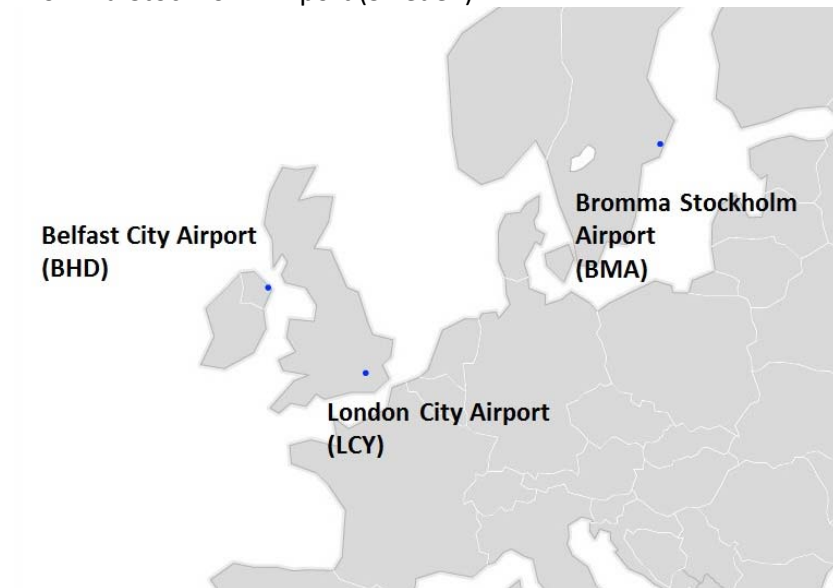 Bromma Stockholm
Airport
(BMA)
Belfast City Airport
(BHD)
London City Airport
(LCY)